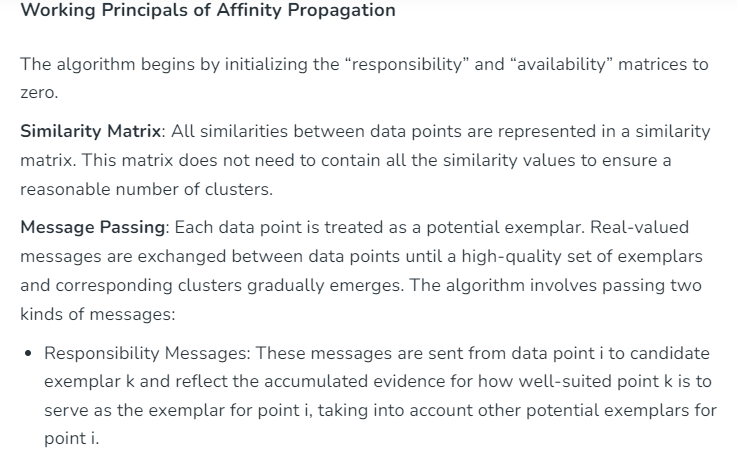 Working Principals of Affinity Propagation
The algorithm begins by initializing the “responsibility” and “availability” matrices to
zero.
Similarity Matrix: All similarities between data points are represented in a similarity
matrix. This matrix does not need to contain all the similarity values to ensure a
reasonable number of clusters.
Message Passing: Each data point is treated as a potential exemplar. Real-valued
messages are exchanged between data points until a high-quality set of exemplars
and corresponding clusters gradually emerges. The algorithm involves passing two
kinds of messages:
• Responsibility Messages: These messages are sent from data point i to candidate
exemplar k and reflect the accumulated evidence for how well-suited point k is to
serve as the exemplar for point i, taking into account other potential exemplars for
point i.